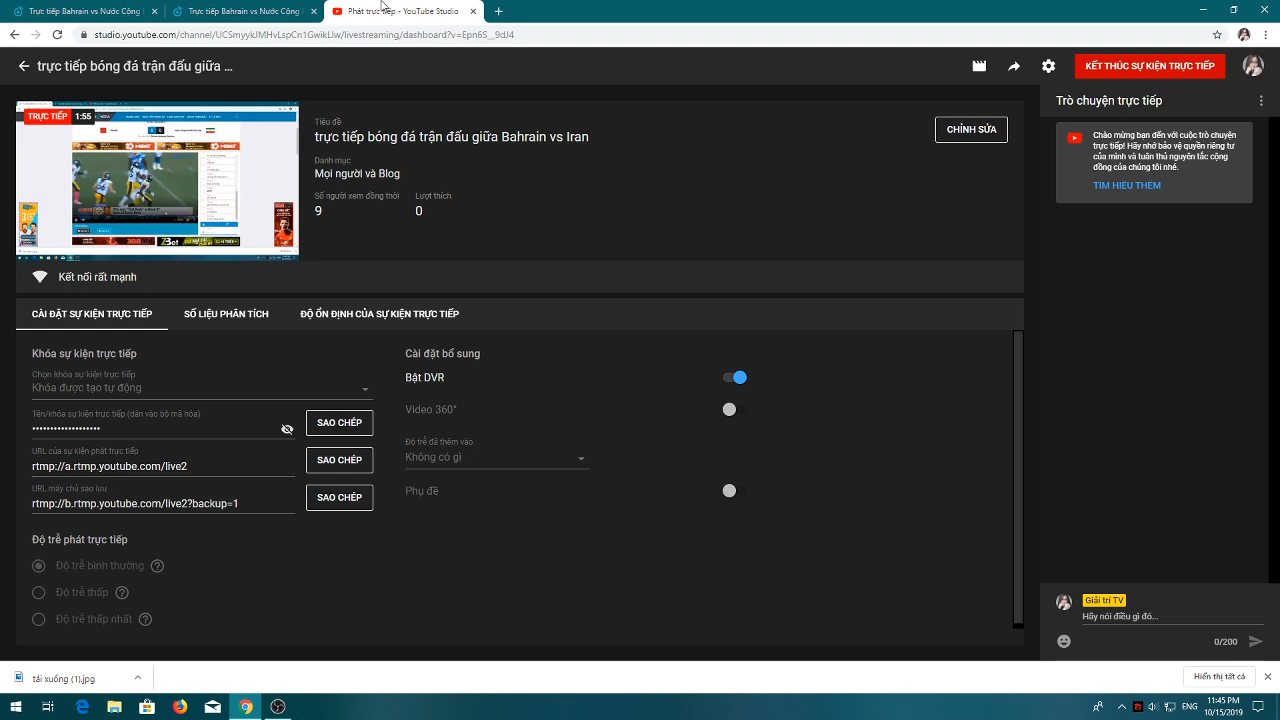 Trực tiếp Bahrain vs Nước Cộng
Trực tiếp Bahrain vs Nước Cộng
Phát trực tiếp - YouTube Studio
studio.youtube.com/channel/UCSmyykJMHvLspCn1GwikLlw/livestreaming/dashboard?v=Epn6S__9dJ4
trực tiếp bóng đá trận đấu giữa ...
KẾT THÚC SỰ KIỆN TRỰC TIẾP
TRỰC TIẾP 1:55
Tiêu đề
trực tiếp bóng đá trận đấu giữa Bahrain vs Iran
CHỈNH SỬA
Danh mục
Mọi người và blog
Số người xem đồng thời
Lượt thích
9
0
Kết nối rất mạnh
CÀI ĐẶT SỰ KIỆN TRỰC TIẾP
SỐ LIỆU PHÂN TÍCH
ĐỘ ỔN ĐỊNH CỦA SỰ KIỆN TRỰC TIẾP
Khóa sự kiện trực tiếp
Chọn khóa sự kiện trực tiếp
Khóa được tạo tự động
Tên/khóa sự kiện trực tiếp (dán vào bộ mã hóa)
••••••••••••••••••
SAO CHÉP
URL của sự kiện phát trực tiếp
rtmp://a.rtmp.youtube.com/live2
SAO CHÉP
URL máy chủ sao lưu
rtmp://b.rtmp.youtube.com/live2?backup=1
SAO CHÉP
Độ trễ phát trực tiếp
Độ trễ bình thường
Độ trễ thấp
Độ trễ thấp nhất
Cài đặt bổ sung
Bật DVR
Video 360°
Độ trễ đã thêm vào
Không có gì
Phụ đề
Trò chuyện trực tiếp
Chào mừng bạn đến với cuộc trò chuyện
trực tiếp! Hãy nhớ bảo vệ quyền riêng tư
của mình và tuân thủ nguyên tắc cộng
đồng của chúng tôi nhé.
TÌM HIỂU THÊM
Giải trí TV
Hãy nói điều gì đó...
0/200
tải xuống (1).jpg
Hiển thị tất cả
ENG
11:45 PM
10/15/2019